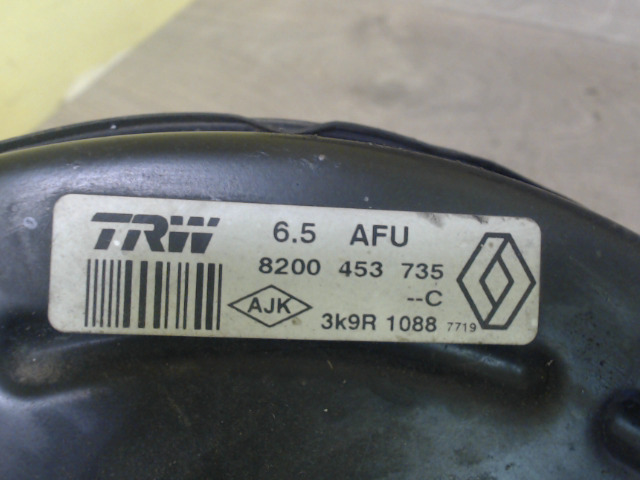 TRW 6.5 AFU
8200 453 735
--C
AJK 3k9R 1088 7719